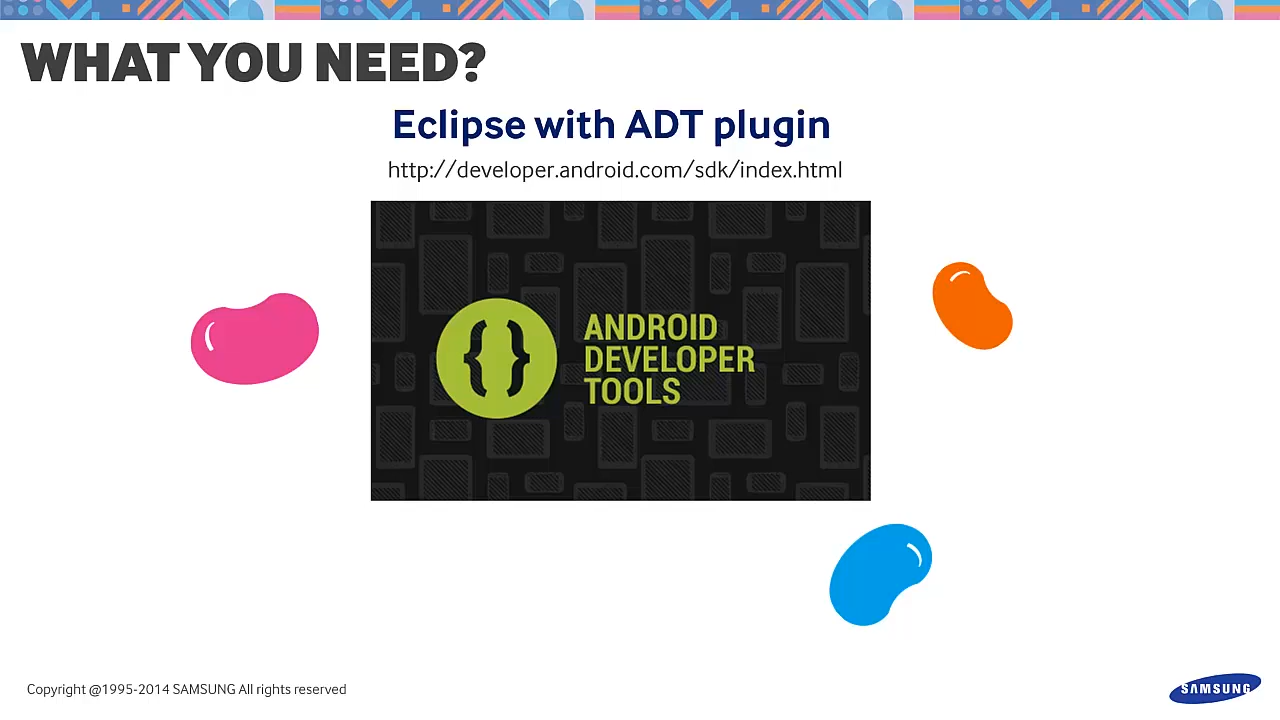 WHAT YOU NEED?
Eclipse with ADT plugin
http://developer.android.com/sdk/index.html
{}
ANDROID
DEVELOPER
TOOLS
Copyright @1995-2014 SAMSUNG All rights reserved
SAMSUNG